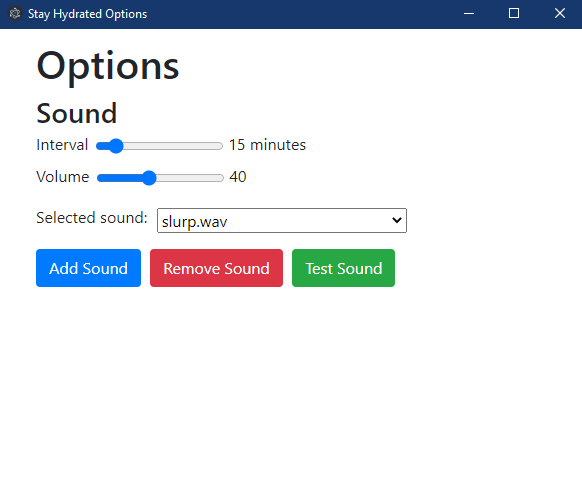 Stay Hydrated Options
Options
Sound
Interval 15 minutes
Volume 40
Selected sound: slurp.wav
Add Sound Remove Sound Test Sound